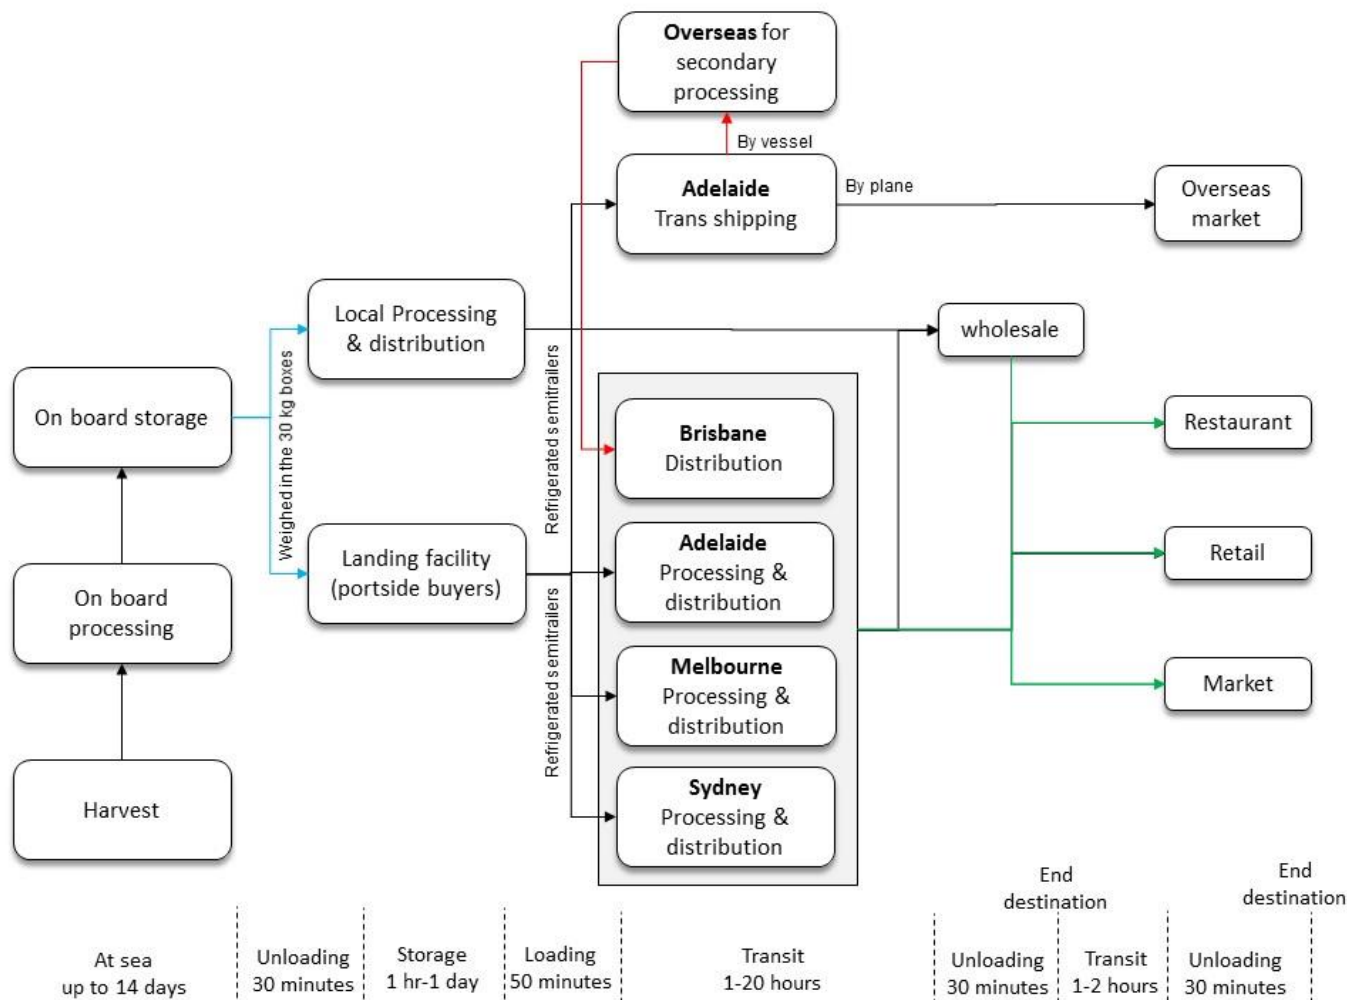 Overseas for
secondary
processing
By vessel
Adelaide
Trans shipping
By plane
Overseas
market
Local Processing
& distribution
wholesale
On board storage
Weighed in the 30 kg boxes
Refrigerated semitrailers
Brisbane
Distribution
Restaurant
Landing facility
(portside buyers)
Adelaide
Processing &
distribution
Retail
On board
processing
Refrigerated semitrailers
Melbourne
Processing &
distribution
Market
Harvest
Sydney
Processing &
distribution
End
destination
End
destination
At sea
up to 14 days
Unloading
30 minutes
Storage
1 hr-1 day
Loading
50 minutes
Transit
1-20 hours
Unloading
30 minutes
Transit
1-2 hours
Unloading
30 minutes